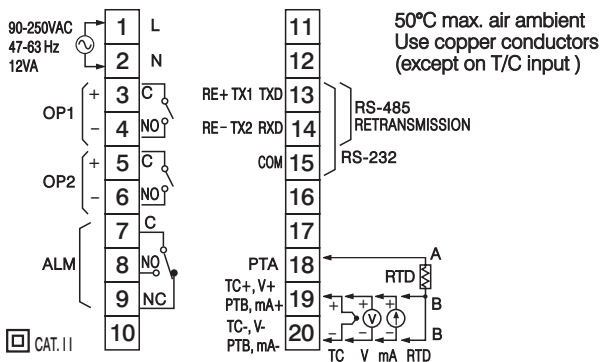 90-250VAC
47-63 Hz
12VA
1 L
2 N
OP1
+ 3 C
− 4 NO
OP2
+ 5 C
− 6 NO
ALM
7 C
8 NO
9 NC
10
CAT.II
11
12
RE+ TX1 TXD 13
RE− TX2 RXD 14
COM 15
RS-485
RETRANSMISSION
RS-232
16
17
PTA 18
TC+, V+
PTB, mA+ 19
TC-, V-
PTB, mA- 20
A
RTD
B
B
+ + +
V
− − −
TC V mA RTD
50°C max. air ambient
Use copper conductors
(except on T/C input )